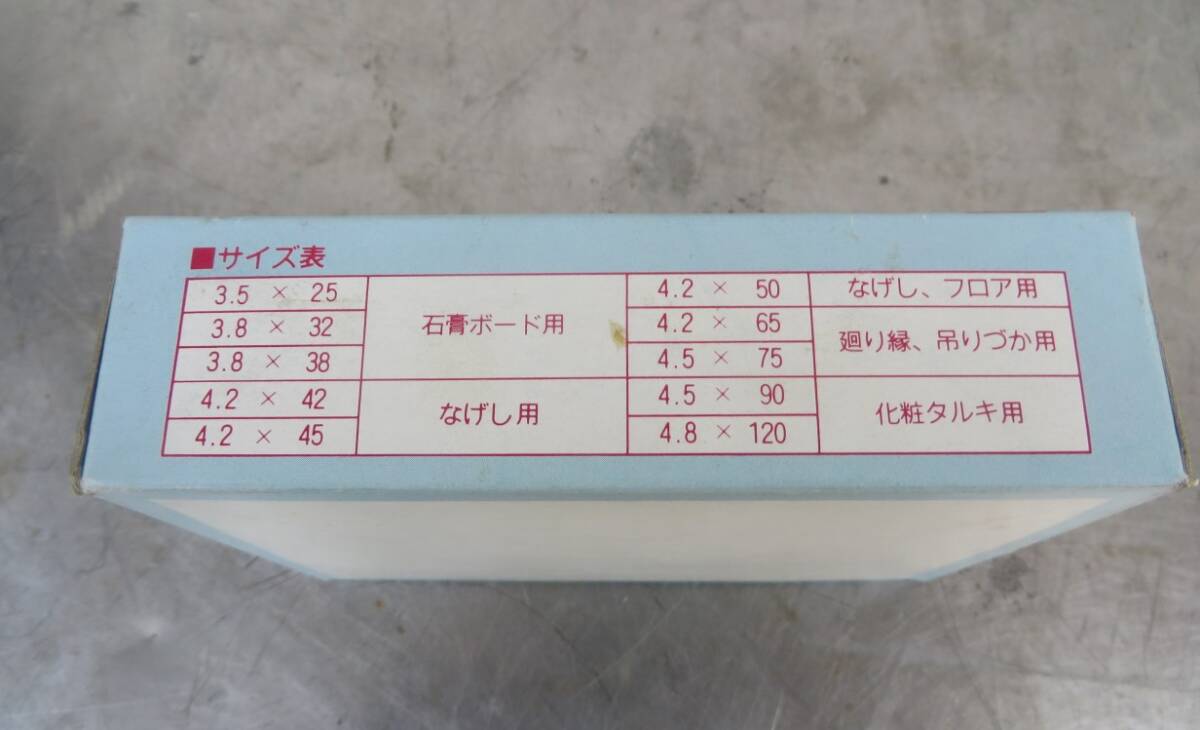 ■サイズ表
3.5 × 25
3.8 × 32
3.8 × 38
石膏ボード用
4.2 × 42
4.2 × 45
なげし用
4.2 × 50
なげし、フロア用
4.2 × 65
4.5 × 75
廻り縁、吊りづか用
4.5 × 90
4.8 × 120
化粧タルキ用